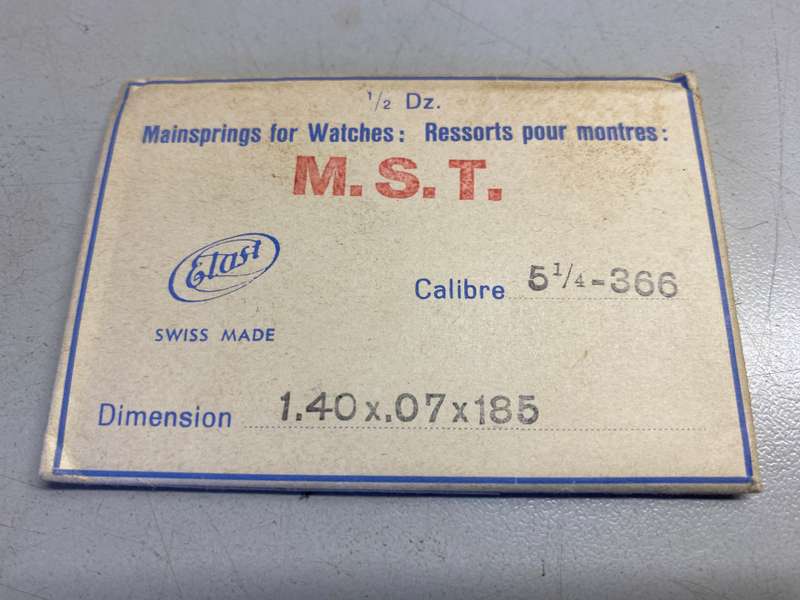 ½ Dz.
Mainsprings for Watches: Ressorts pour montres:
M.S.T.
Elast
SWISS MADE
Calibre 5¼-366
Dimension 1.40x.07x185